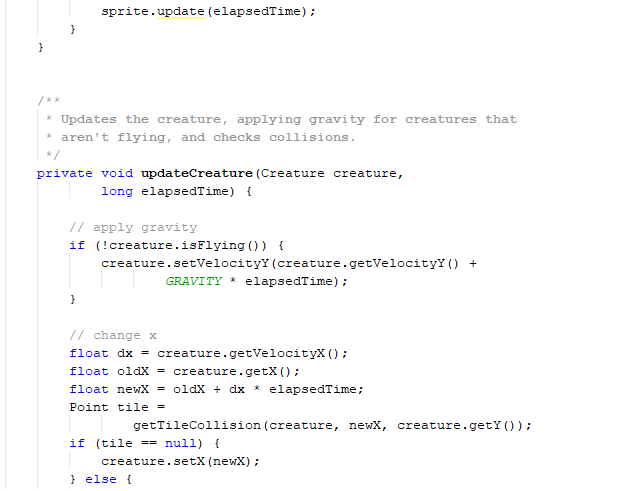 sprite.update(elapsedTime);
}
}
/**
* Updates the creature, applying gravity for creatures that
* aren't flying, and checks collisions.
*/
private void updateCreature(Creature creature,
long elapsedTime) {
// apply gravity
if (!creature.isFlying()) {
creature.setVelocityY(creature.getVelocityY() +
GRAVITY * elapsedTime);
}
// change x
float dx = creature.getVelocityX();
float oldX = creature.getX();
float newX = oldX + dx * elapsedTime;
Point tile =
getTileCollision(creature, newX, creature.getY());
if (tile == null) {
creature.setX(newX);
} else {